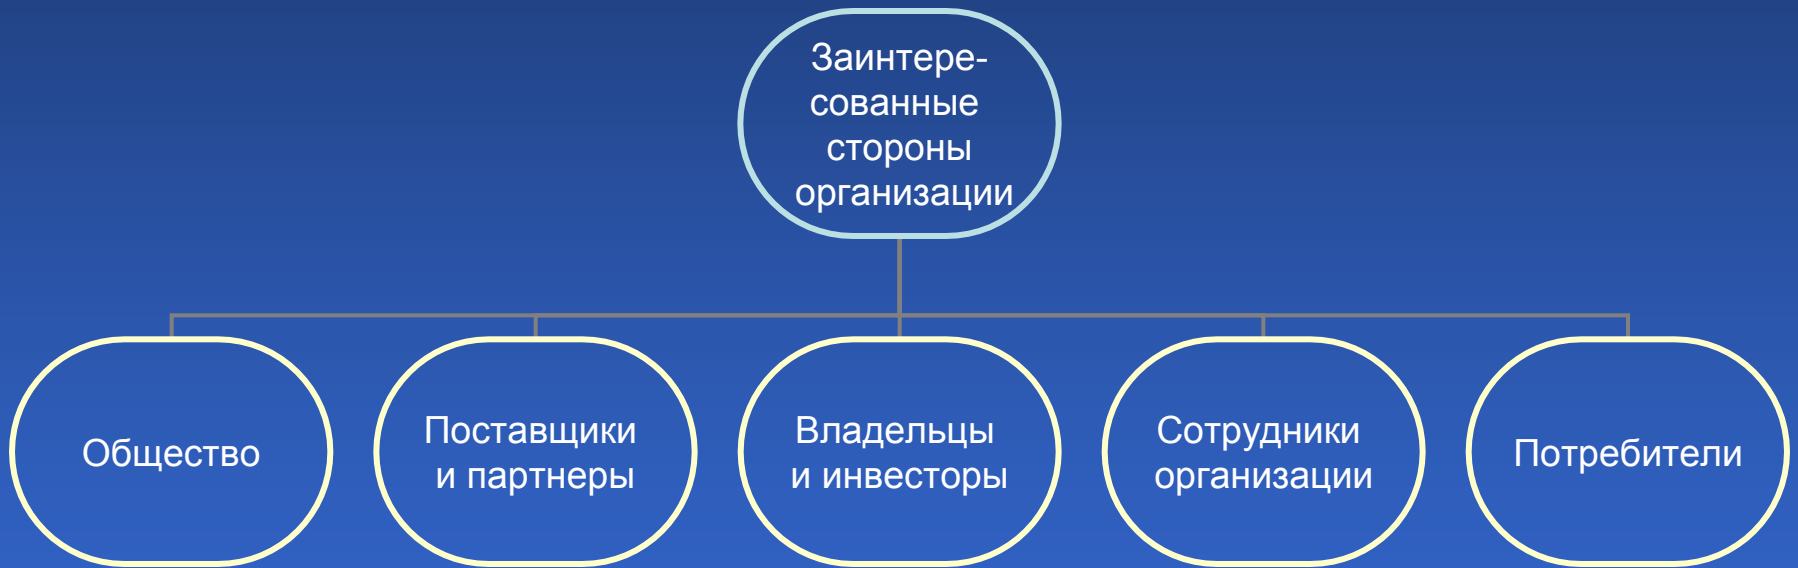 Заинтере-
сованные
стороны
организации
Общество
Поставщики
и партнеры
Владельцы
и инвесторы
Сотрудники
организации
Потребители